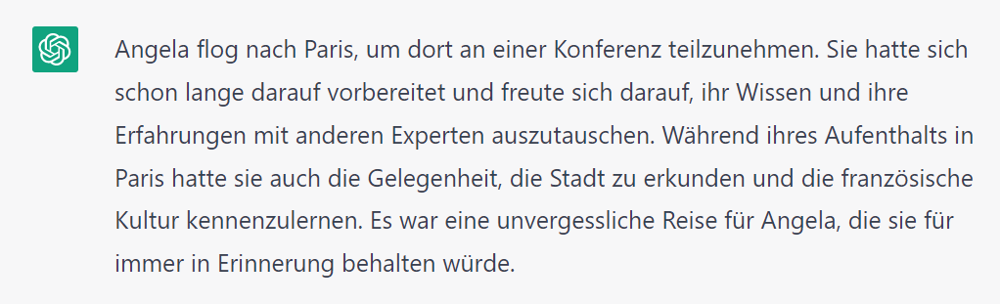 Angela flog nach Paris, um dort an einer Konferenz teilzunehmen. Sie hatte sich
schon lange darauf vorbereitet und freute sich darauf, ihr Wissen und ihre
Erfahrungen mit anderen Experten auszutauschen. Während ihres Aufenthalts in
Paris hatte sie auch die Gelegenheit, die Stadt zu erkunden und die französische
Kultur kennenzulernen. Es war eine unvergessliche Reise für Angela, die sie für
immer in Erinnerung behalten würde.